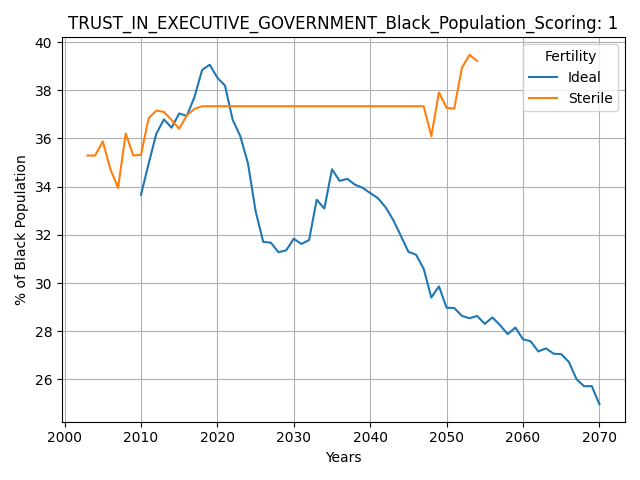 TRUST_IN_EXECUTIVE_GOVERNMENT_Black_Population_Scoring: 1
40
38
36
34
32
30
28
26
% of Black Population
Fertility
Ideal
Sterile
2000 2010 2020 2030 2040 2050 2060 2070
Years